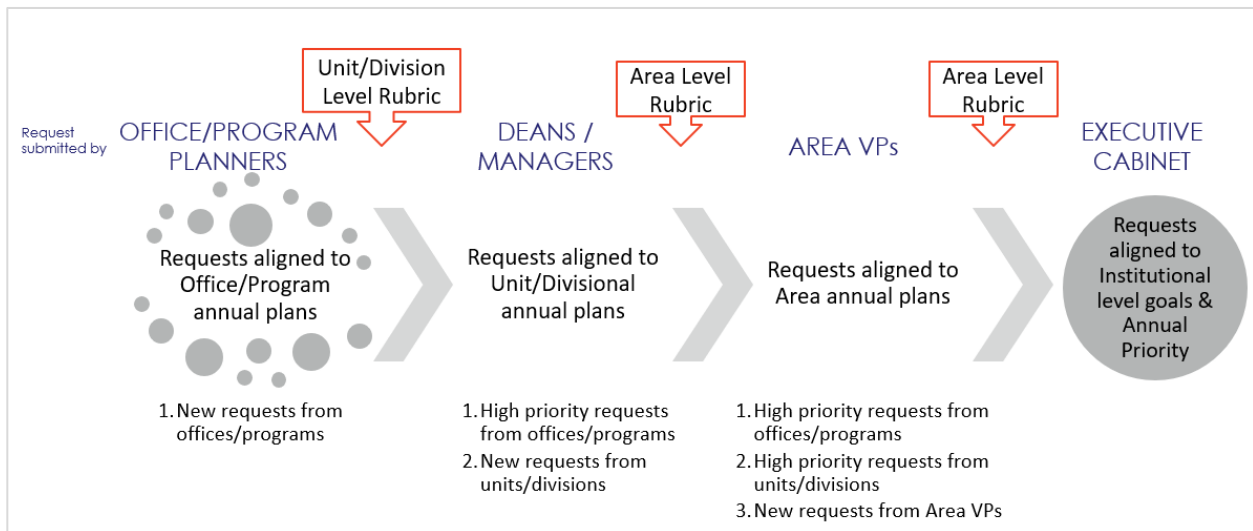 Unit/Division
Level Rubric
Area Level
Rubric
Area Level
Rubric
Request
submitted by
OFFICE/PROGRAM
PLANNERS
DEANS /
MANAGERS
AREA VPs
EXECUTIVE
CABINET
Requests aligned to
Office/Program
annual plans
Requests aligned to
Unit/Divisional
annual plans
Requests aligned to
Area annual plans
Requests
aligned to
Institutional
level goals &
Annual
Priority
1. New requests from
offices/programs
1. High priority requests
from offices/programs
2. New requests from
units/divisions
1. High priority requests from
offices/programs
2. High priority requests from
units/divisions
3. New requests from Area VPs